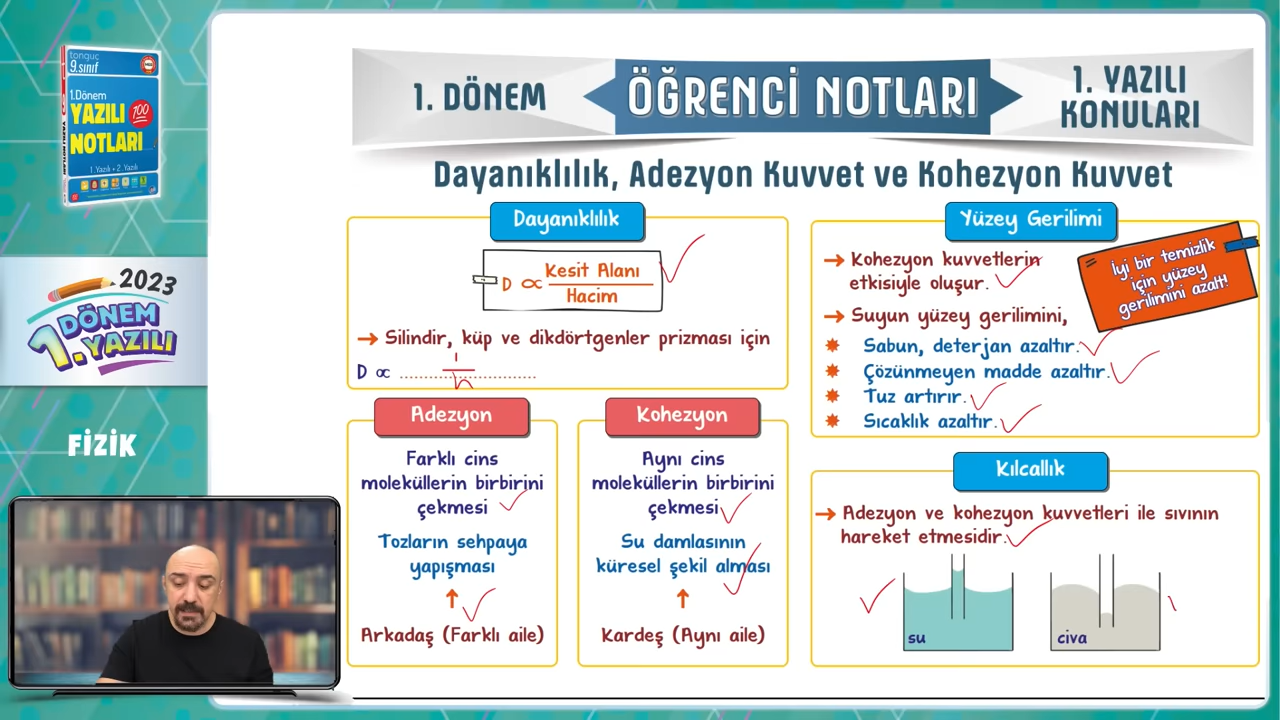 tonguç
9.sınıf
1.Dönem
YAZILI
100
NOTLARI
1.Yazılı • 2.Yazılı
YAZILI NOTLARI
2023
1.DÖNEM
YAZILI
FİZİK
1. DÖNEM
ÖĞRENCİ NOTLARI
1. YAZILI
KONULARI
Dayanıklılık, Adezyon Kuvvet ve Kohezyon Kuvvet
Dayanıklılık
D ∝ Kesit Alanı
Hacim
→ Silindir, küp ve dikdörtgenler prizması için
D ∝ 1/h
Adezyon
Farklı cins
moleküllerin birbirini
çekmesi
Tozların sehpaya
yapışması
↑
Arkadaş (Farklı aile)
Kohezyon
Aynı cins
moleküllerin birbirini
çekmesi
Su damlasının
küresel şekil alması
↑
Kardeş (Aynı aile)
Yüzey Gerilimi
→ Kohezyon kuvvetlerin
etkisiyle oluşur.
→ Suyun yüzey gerilimini,
Sabun, deterjan azaltır.
Çözünmeyen madde azaltır.
Tuz artırır.
Sıcaklık azaltır.
İyi bir temizlik
için yüzey
gerilimini azalt!
Kılcallık
→ Adezyon ve kohezyon kuvvetleri ile sıvının
hareket etmesidir.
su
civa